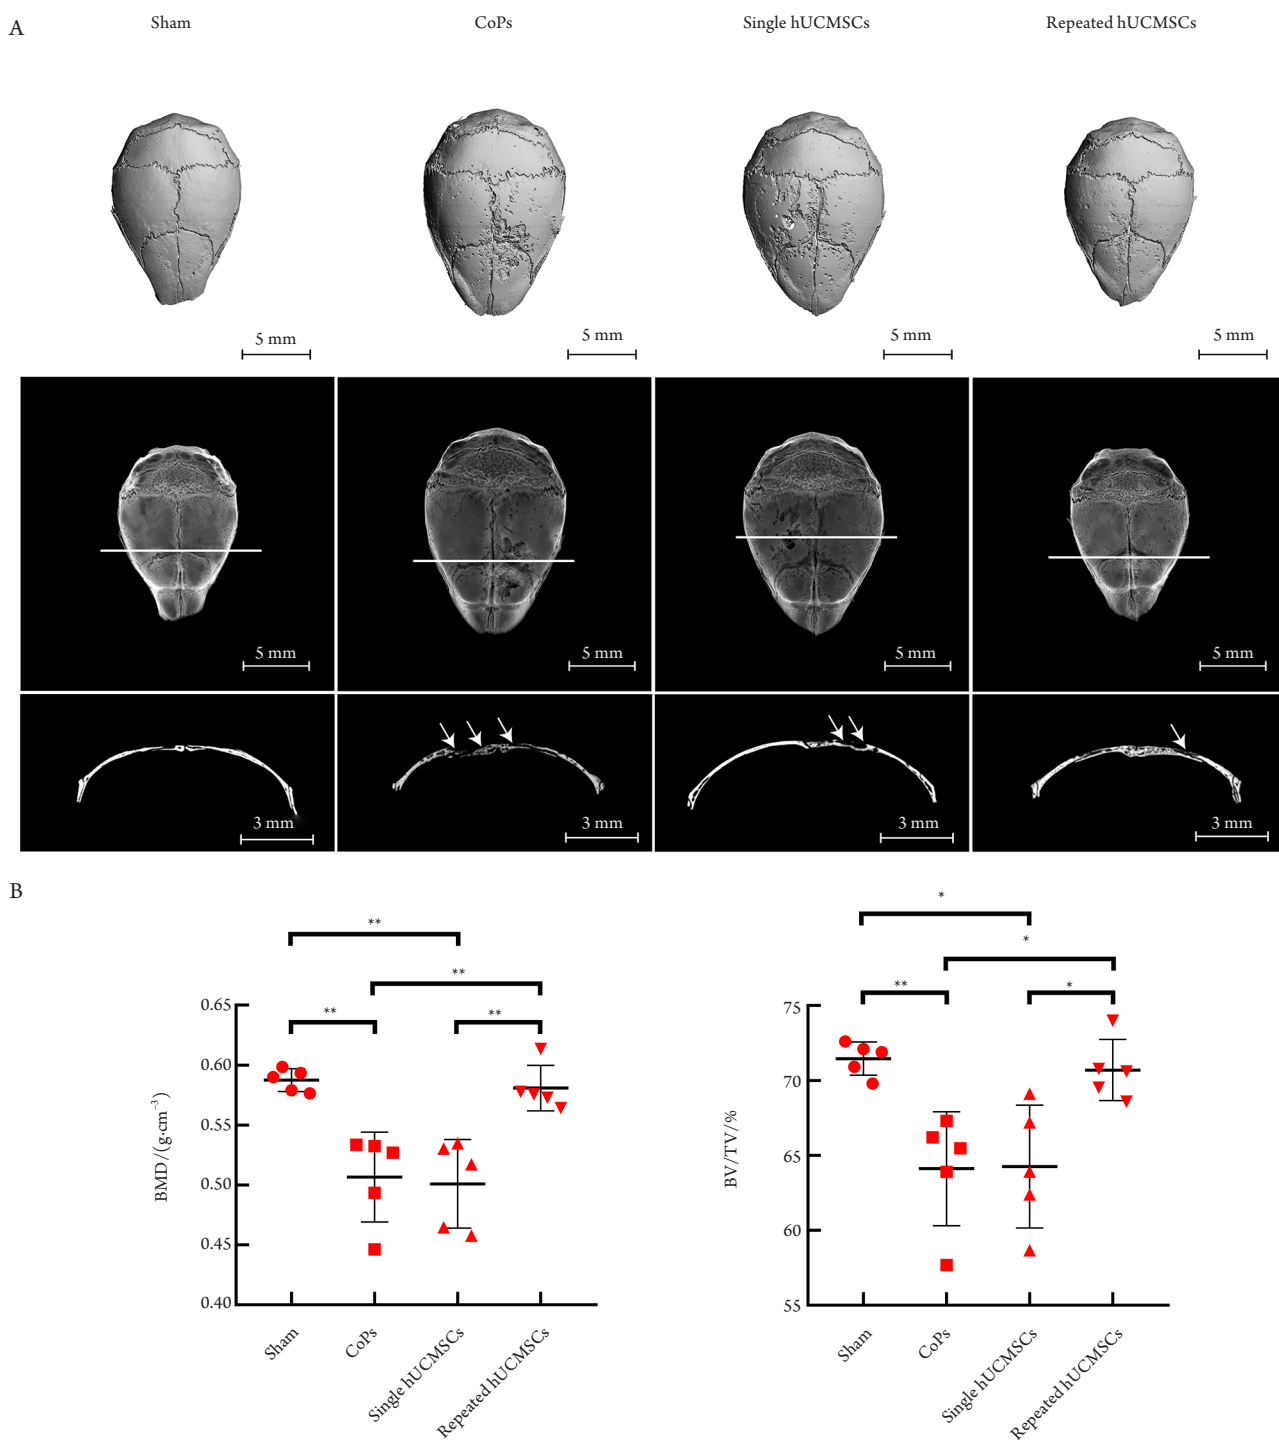 A
Sham
CoPs
Single hUCMSCs
Repeated hUCMSCs
5 mm
5 mm
5 mm
5 mm
5 mm
5 mm
5 mm
5 mm
3 mm
3 mm
3 mm
3 mm
B
**
**
**
**
0.65
0.60
0.55
0.50
0.45
0.40
BMD/(g·cm⁻³)
Sham
CoPs
Single hUCMSCs
Repeated hUCMSCs
*
*
**
*
75
70
65
60
55
BV/TV/%
Sham
CoPs
Single hUCMSCs
Repeated hUCMSCs